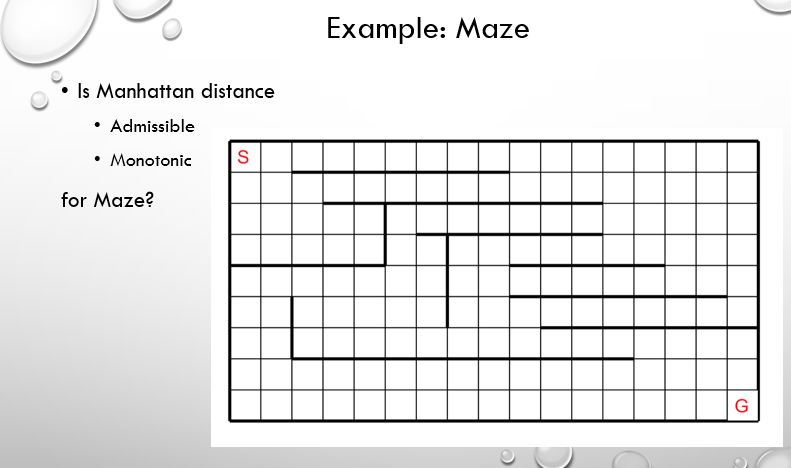 Example: Maze
• Is Manhattan distance
• Admissible
• Monotonic
for Maze?
S
G